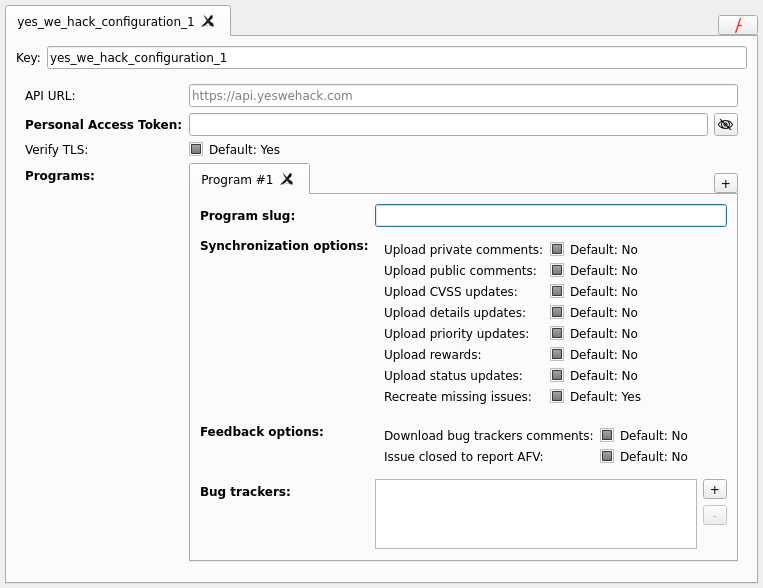 yes_we_hack_configuration_1
Key: yes_we_hack_configuration_1
API URL: https://api.yeswehack.com
Personal Access Token:
Verify TLS: Default: Yes
Programs: Program #1 +
Program slug:
Synchronization options: Upload private comments: Default: No
Upload public comments: Default: No
Upload CVSS updates: Default: No
Upload details updates: Default: No
Upload priority updates: Default: No
Upload rewards: Default: No
Upload status updates: Default: No
Recreate missing issues: Default: Yes
Feedback options: Download bug trackers comments: Default: No
Issue closed to report AFV: Default: No
Bug trackers: +
-